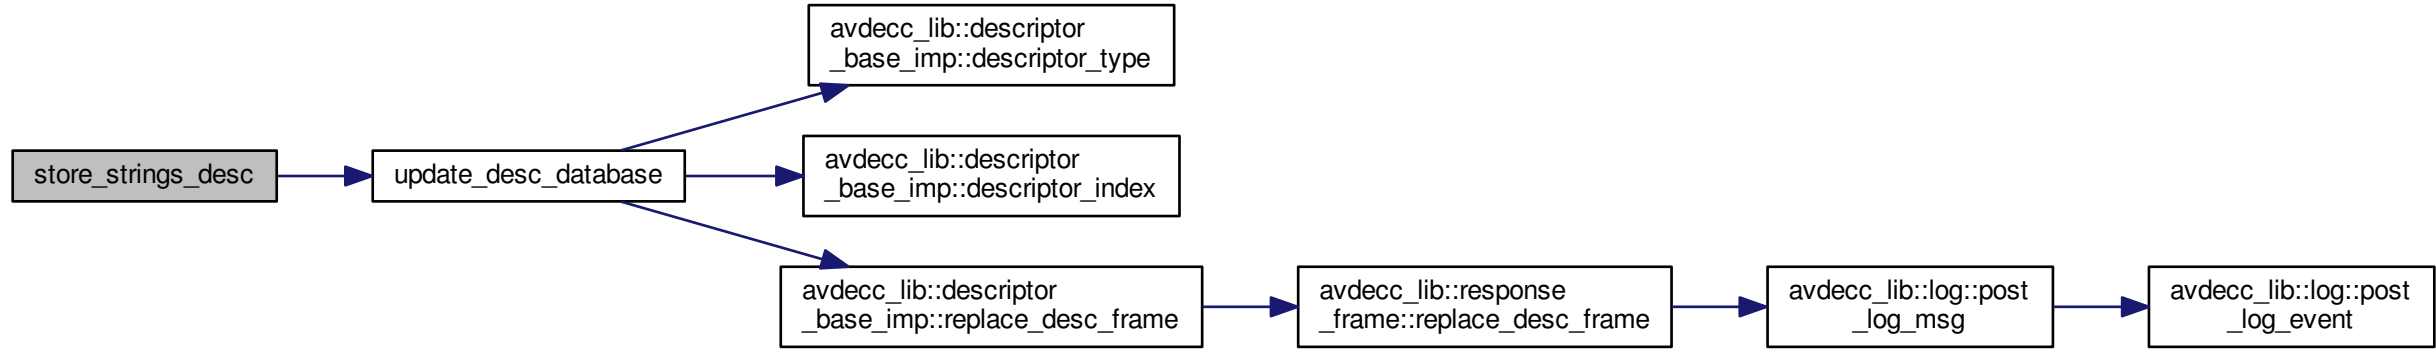 store_strings_desc
update_desc_database
avdecc_lib::descriptor
_base_imp::descriptor_type
avdecc_lib::descriptor
_base_imp::descriptor_index
avdecc_lib::descriptor
_base_imp::replace_desc_frame
avdecc_lib::response
_frame::replace_desc_frame
avdecc_lib::log::post
_log_msg
avdecc_lib::log::post
_log_event